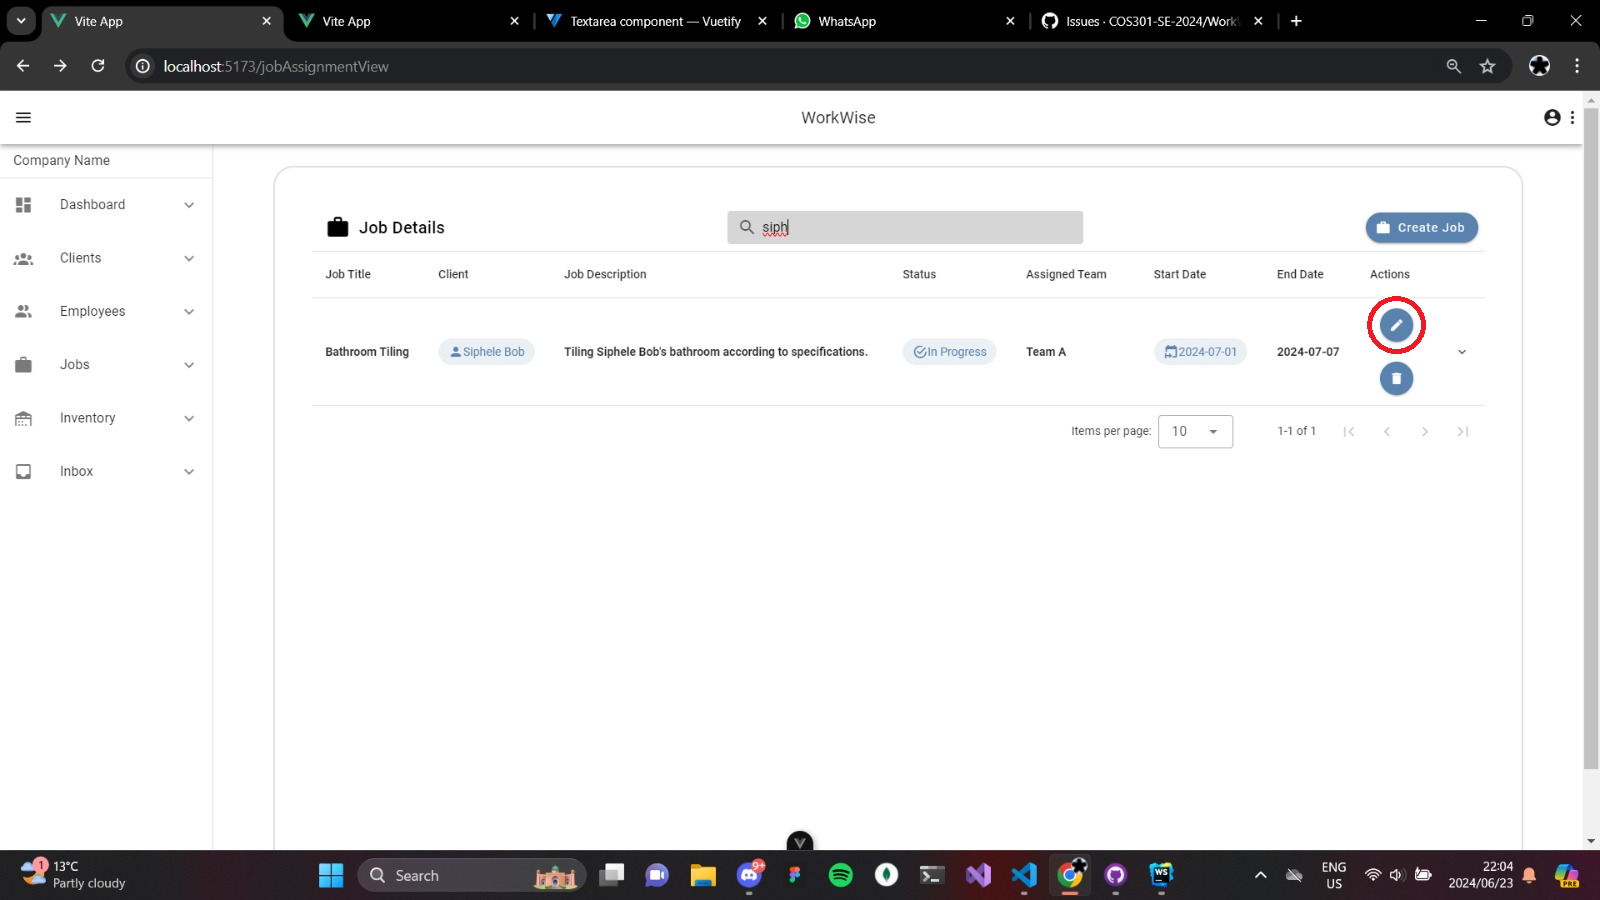 Vite App
Vite App
Textarea component — Vuetify
WhatsApp
Issues · COS301-SE-2024/Work
localhost:5173/jobAssignmentView
WorkWise
Company Name
Dashboard
Clients
Employees
Jobs
Inventory
Inbox
Job Details
siph
Create Job
Job Title Client Job Description Status Assigned Team Start Date End Date Actions
Bathroom Tiling Siphele Bob Tiling Siphele Bob's bathroom according to specifications. In Progress Team A 2024-07-01 2024-07-07
Items per page: 10 1-1 of 1
1
13°C
Partly cloudy
Search
9+
WS
ENG
US
22:04
2024/06/23
PRE